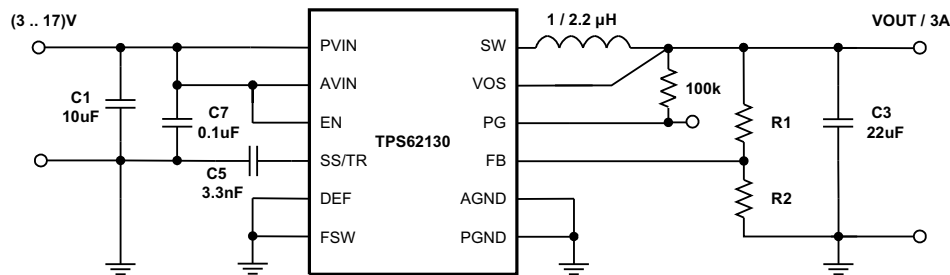 (3 .. 17)V
1 / 2.2 µH
VOUT / 3A
PVIN
SW
AVIN
VOS
100k
C1
10uF
C7
0.1uF
EN
PG
TPS62130
R1
C3
22uF
C5
3.3nF
SS/TR
FB
DEF
AGND
R2
FSW
PGND